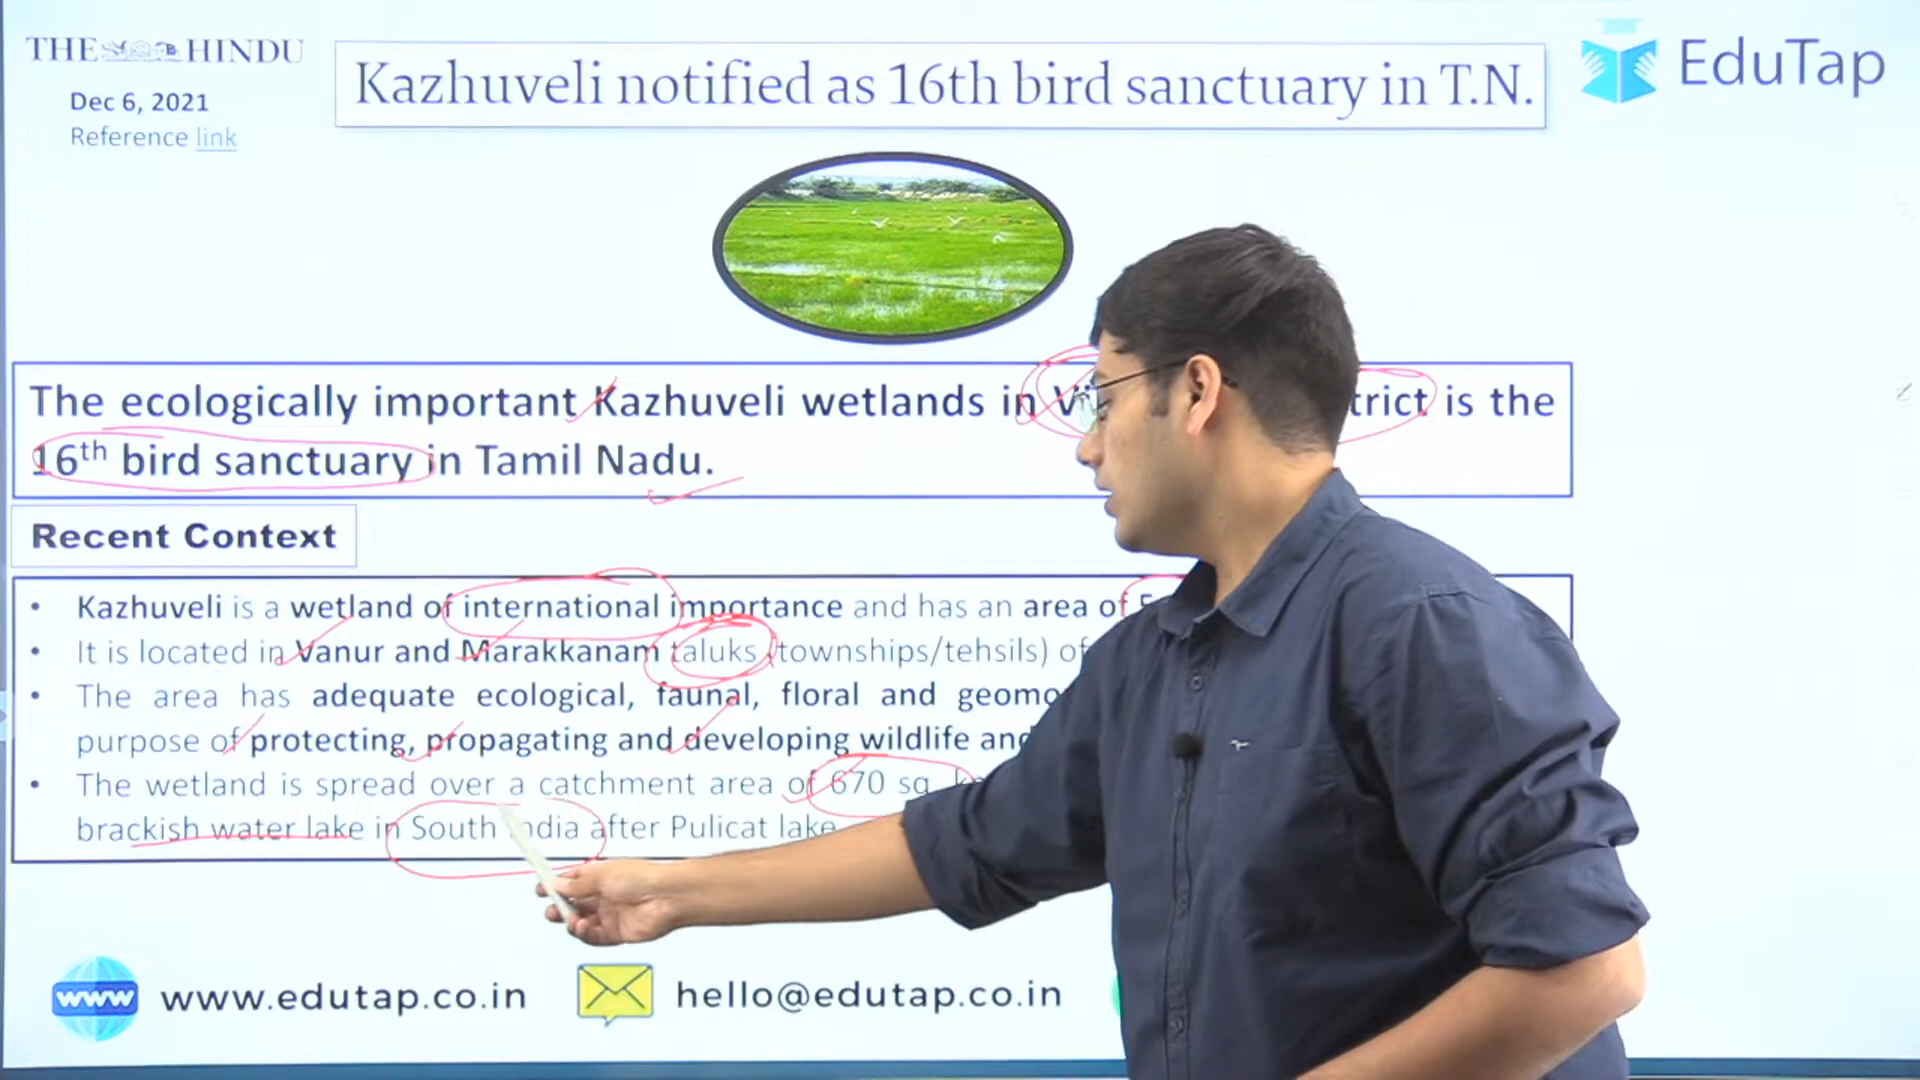 THE HINDU
Dec 6, 2021
Reference link
Kazhuveli notified as 16th bird sanctuary in T.N.
EduTap
The ecologically important Kazhuveli wetlands in is the
16th bird sanctuary in Tamil Nadu.
Recent Context
• Kazhuveli is a wetland of international importance and has an area of
• It is located in Vanur and Marakkanam taluks (townships/tehsils) of
• The area has adequate ecological, faunal, floral and
purpose of protecting, propagating and developing wildlife and
• The wetland is spread over a catchment area of 670 sq.
brackish water lake in South India after Pulicat lake
www
www.edutap.co.in
hello@edutap.co.in